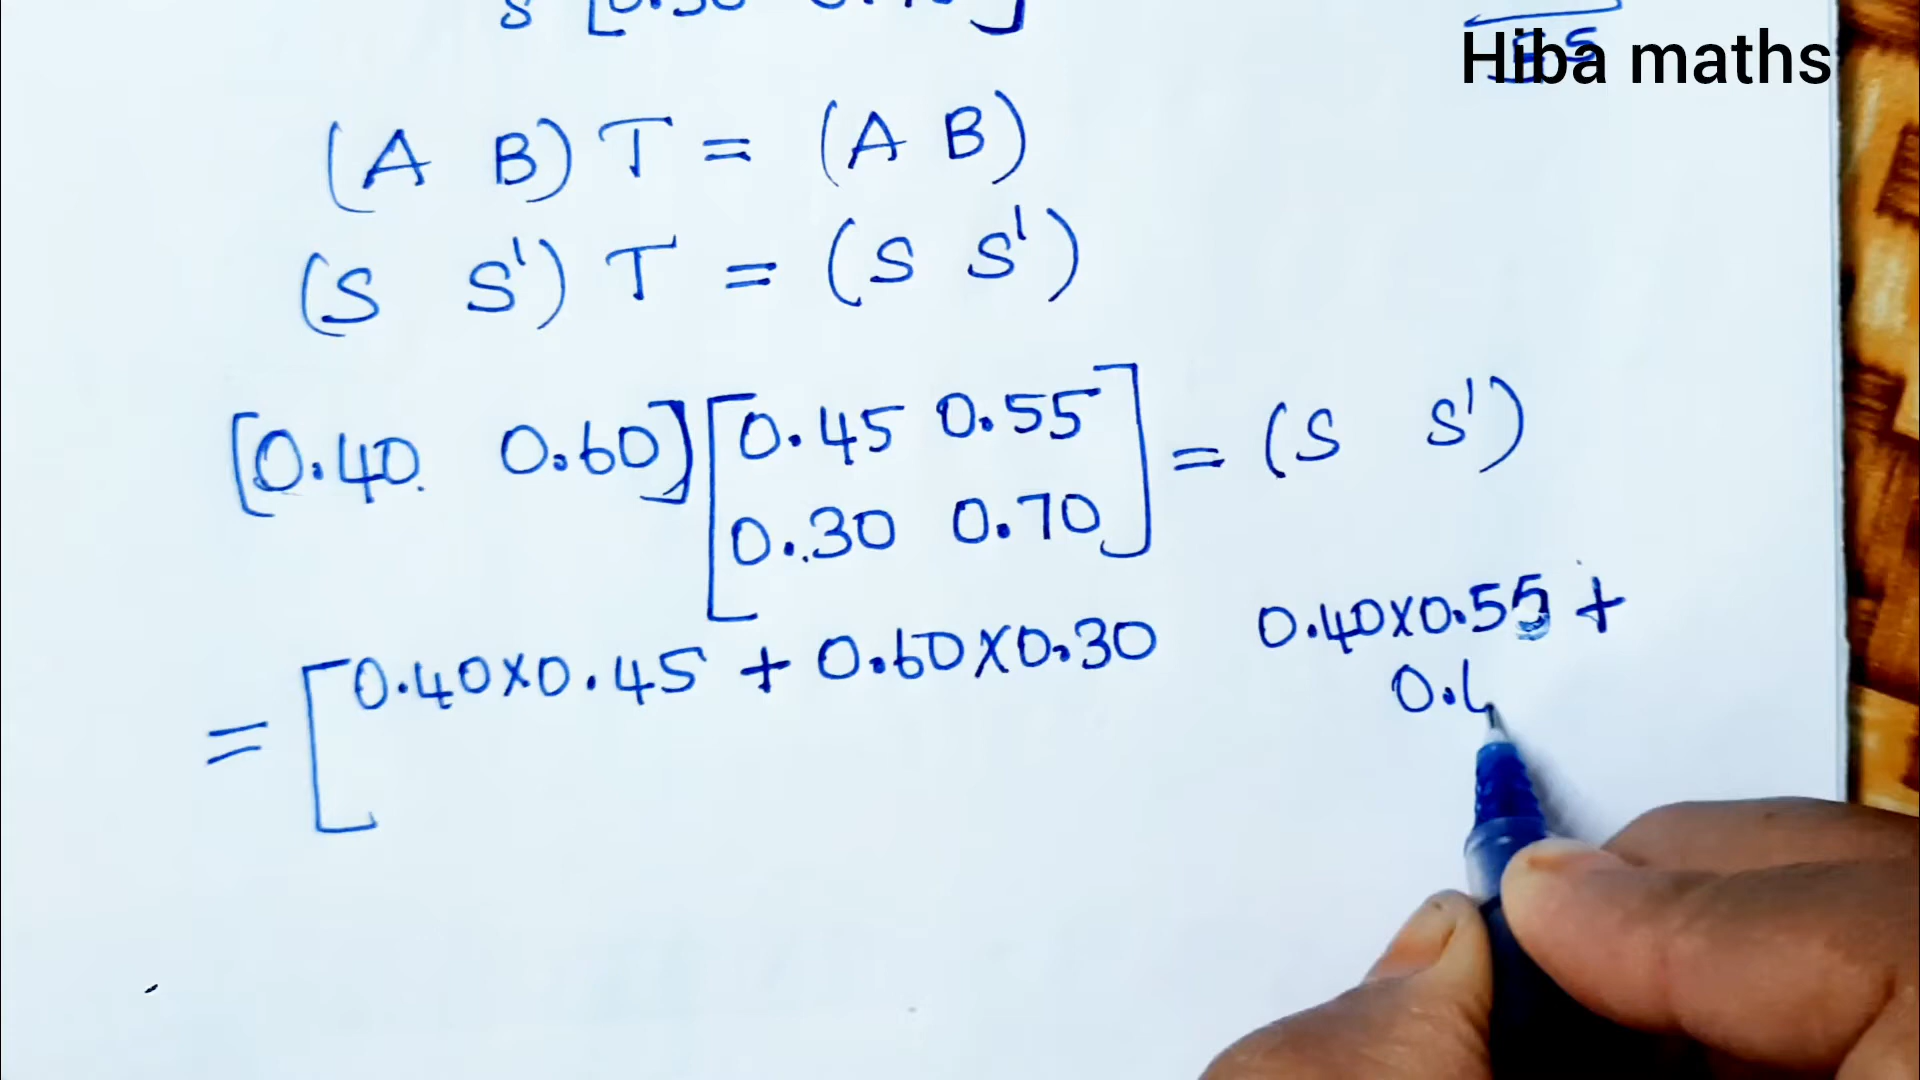 Hiba maths
(A B) T = (A B)
(S S') T = (S S')
[0.40 0.60] [0.45 0.55
0.30 0.70] = (S S')
= [0.40×0.45 + 0.60×0.30 0.40×0.55 +
0.